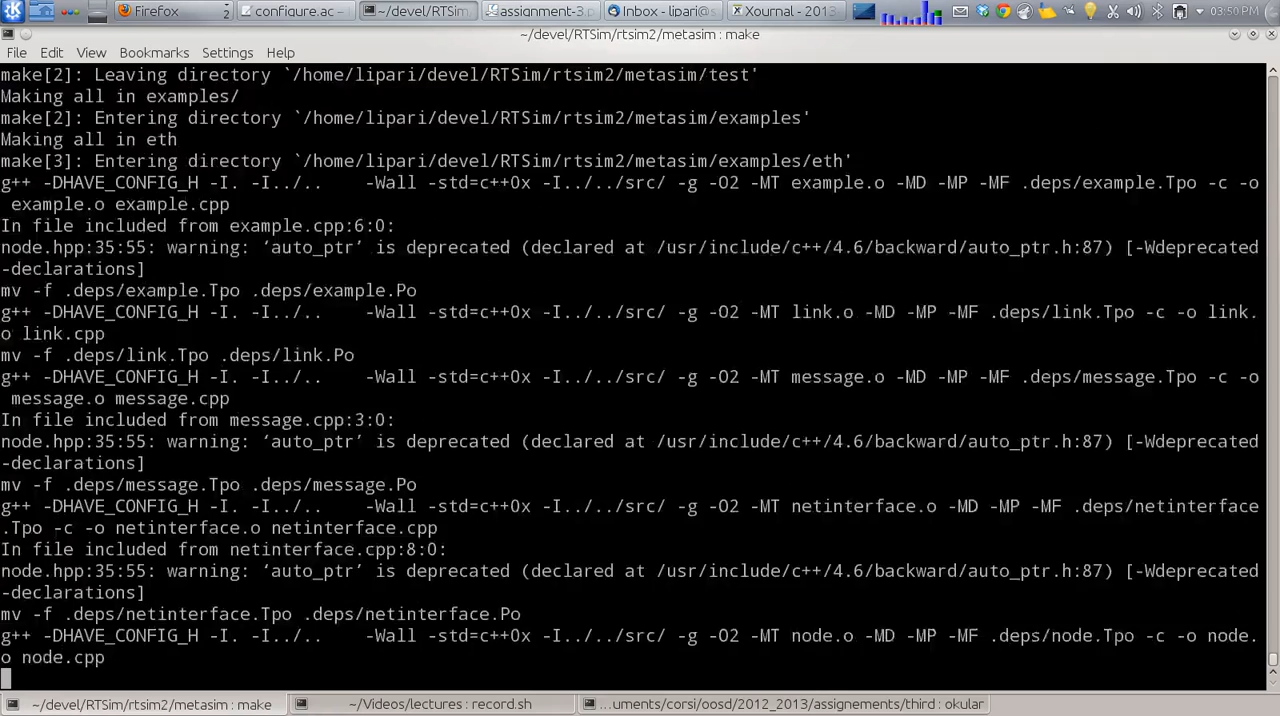 Firefox 2 configure.ac – ~/devel/RTSim assignment-3.p Inbox - lipari@ Xournal - 2013 03:50 PM
~/devel/RTSim/rtsim2/metasim : make
File Edit View Bookmarks Settings Help
make[2]: Leaving directory `/home/lipari/devel/RTSim/rtsim2/metasim/test'
Making all in examples/
make[2]: Entering directory `/home/lipari/devel/RTSim/rtsim2/metasim/examples'
Making all in eth
make[3]: Entering directory `/home/lipari/devel/RTSim/rtsim2/metasim/examples/eth'
g++ -DHAVE_CONFIG_H -I. -I../..    -Wall -std=c++0x -I../../src/ -g -O2 -MT example.o -MD -MP -MF .deps/example.Tpo -c -o
 example.o example.cpp
In file included from example.cpp:6:0:
node.hpp:35:55: warning: ‘auto_ptr’ is deprecated (declared at /usr/include/c++/4.6/backward/auto_ptr.h:87) [-Wdeprecated
-declarations]
mv -f .deps/example.Tpo .deps/example.Po
g++ -DHAVE_CONFIG_H -I. -I../..    -Wall -std=c++0x -I../../src/ -g -O2 -MT link.o -MD -MP -MF .deps/link.Tpo -c -o link.
o link.cpp
mv -f .deps/link.Tpo .deps/link.Po
g++ -DHAVE_CONFIG_H -I. -I../..    -Wall -std=c++0x -I../../src/ -g -O2 -MT message.o -MD -MP -MF .deps/message.Tpo -c -o
 message.o message.cpp
In file included from message.cpp:3:0:
node.hpp:35:55: warning: ‘auto_ptr’ is deprecated (declared at /usr/include/c++/4.6/backward/auto_ptr.h:87) [-Wdeprecated
-declarations]
mv -f .deps/message.Tpo .deps/message.Po
g++ -DHAVE_CONFIG_H -I. -I../..    -Wall -std=c++0x -I../../src/ -g -O2 -MT netinterface.o -MD -MP -MF .deps/netinterface
.Tpo -c -o netinterface.o netinterface.cpp
In file included from netinterface.cpp:8:0:
node.hpp:35:55: warning: ‘auto_ptr’ is deprecated (declared at /usr/include/c++/4.6/backward/auto_ptr.h:87) [-Wdeprecated
-declarations]
mv -f .deps/netinterface.Tpo .deps/netinterface.Po
g++ -DHAVE_CONFIG_H -I. -I../..    -Wall -std=c++0x -I../../src/ -g -O2 -MT node.o -MD -MP -MF .deps/node.Tpo -c -o node.
o node.cpp
~/devel/RTSim/rtsim2/metasim : make ~/Videos/lectures : record.sh ...uments/corsi/oosd/2012_2013/assignements/third : okular